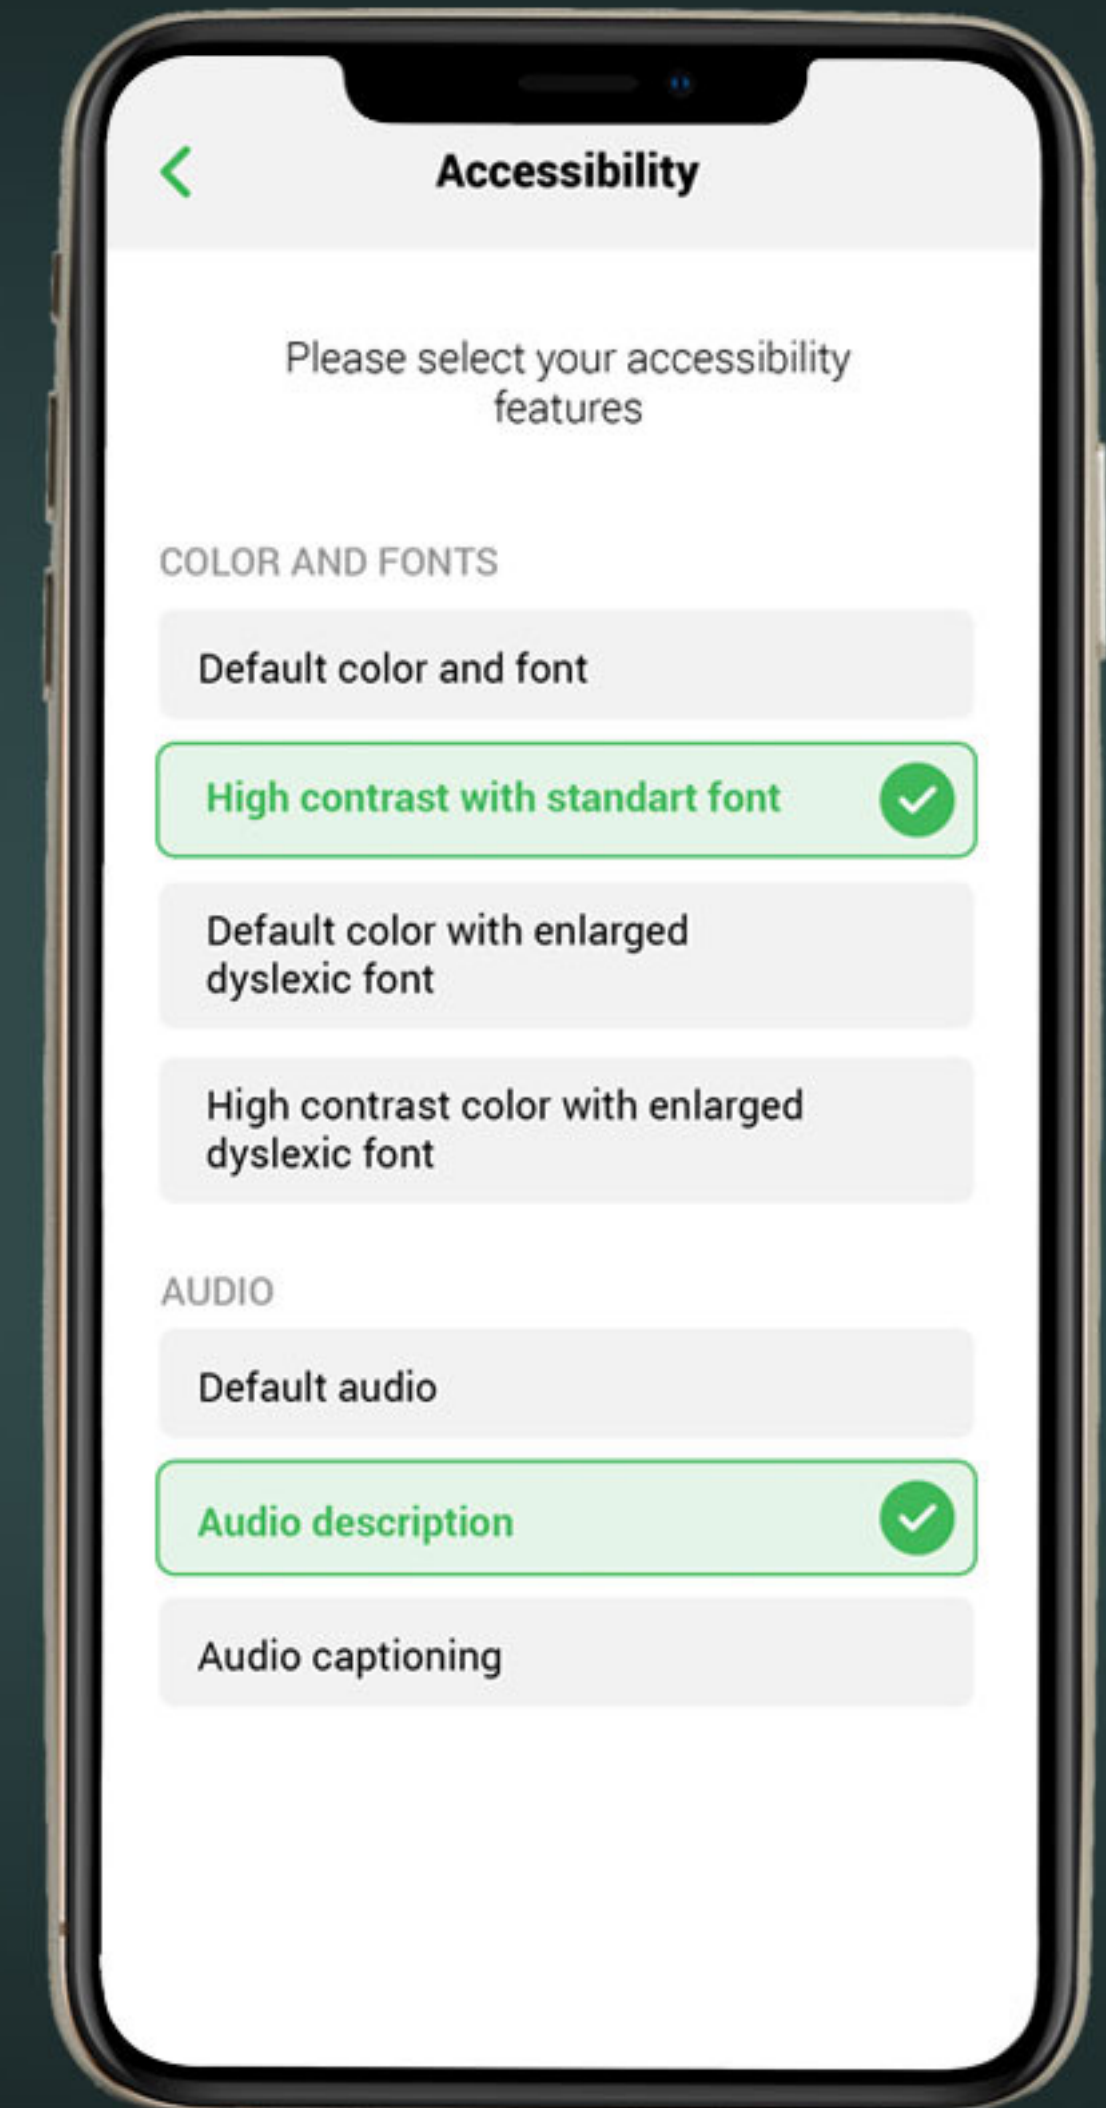 Accessibility
Please select your accessibility
features
COLOR AND FONTS
Default color and font
High contrast with standart font
Default color with enlarged
dyslexic font
High contrast color with enlarged
dyslexic font
AUDIO
Default audio
Audio description
Audio captioning